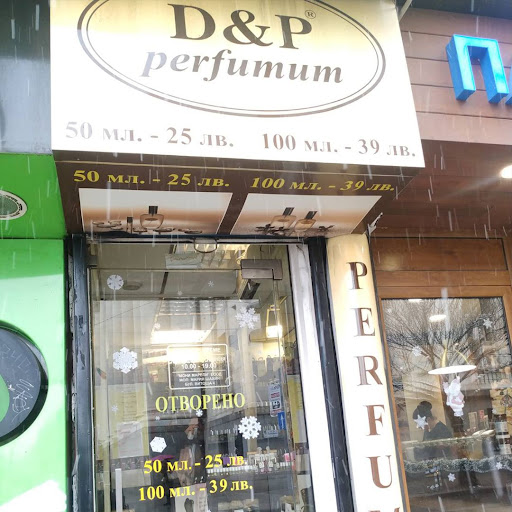 D&P®
perfumum
50 мл. - 25 лв. 100 мл. - 39 лв.
50 мл. - 25 лв. 100 мл. - 39 лв.
П
PERFU
ОТВОРЕНО
50 мл. - 25 лв.
100 мл. - 39 лв.